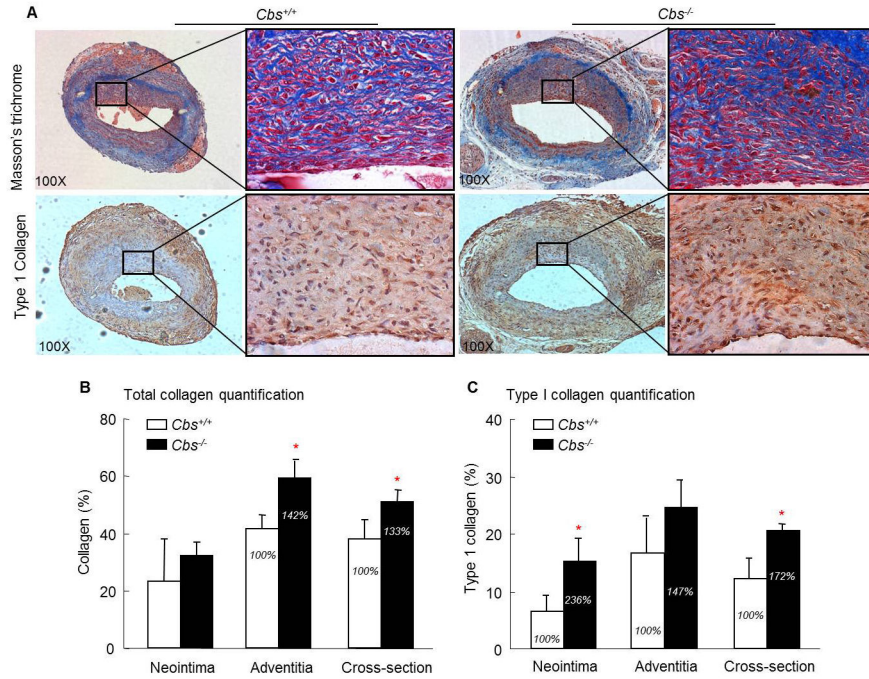 A
Cbs+/+
Cbs-/-
Masson's trichrome
100X
Type 1 Collagen
100X
100X
B Total collagen quantification
80
60
40
20
0
Collagen (%)
Cbs+/+
Cbs-/-
*
*
142%
133%
100%
100%
Neointima Adventitia Cross-section
C Type I collagen quantification
40
30
20
10
0
Type 1 collagen (%)
Cbs+/+
Cbs-/-
*
*
236%
147%
172%
100%
100%
100%
Neointima Adventitia Cross-section